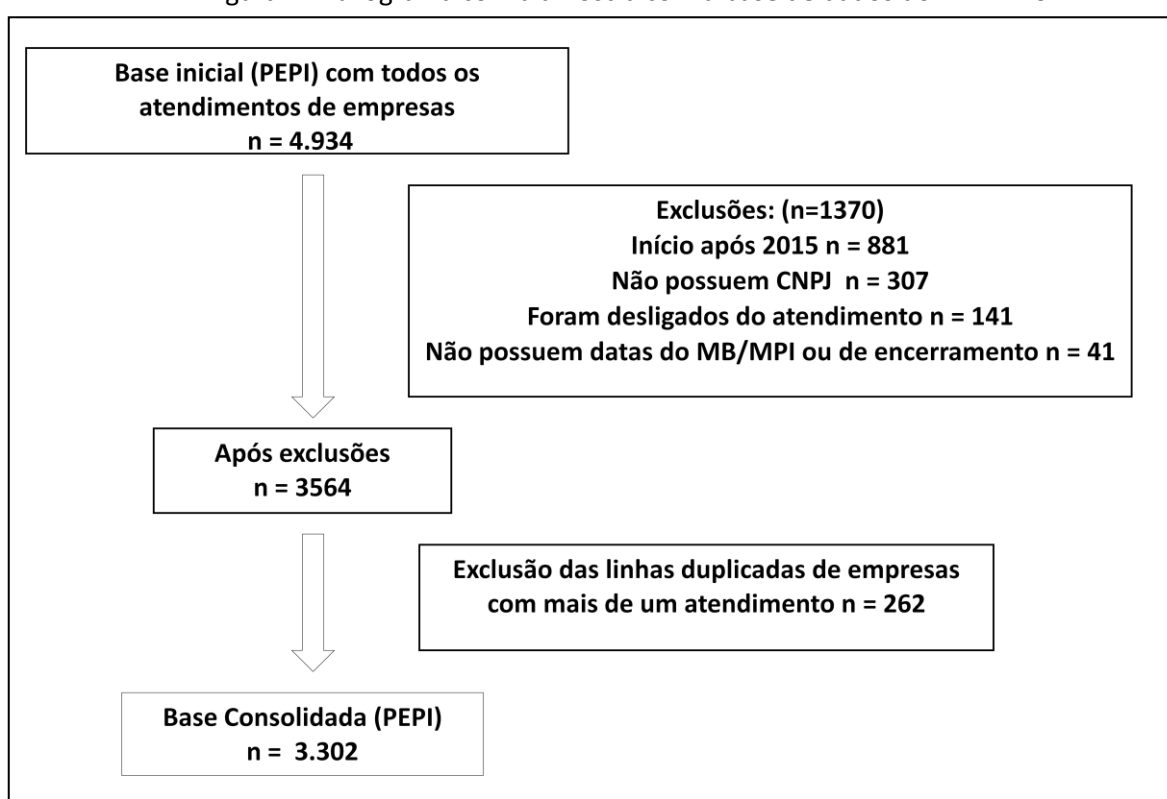 Base inicial (PEPI) com todos os
atendimentos de empresas
n = 4.934
Exclusões: (n=1370)
Início após 2015 n = 881
Não possuem CNPJ n = 307
Foram desligados do atendimento n = 141
Não possuem datas do MB/MPI ou de encerramento n = 41
Após exclusões
n = 3564
Exclusão das linhas duplicadas de empresas
com mais de um atendimento n = 262
Base Consolidada (PEPI)
n = 3.302